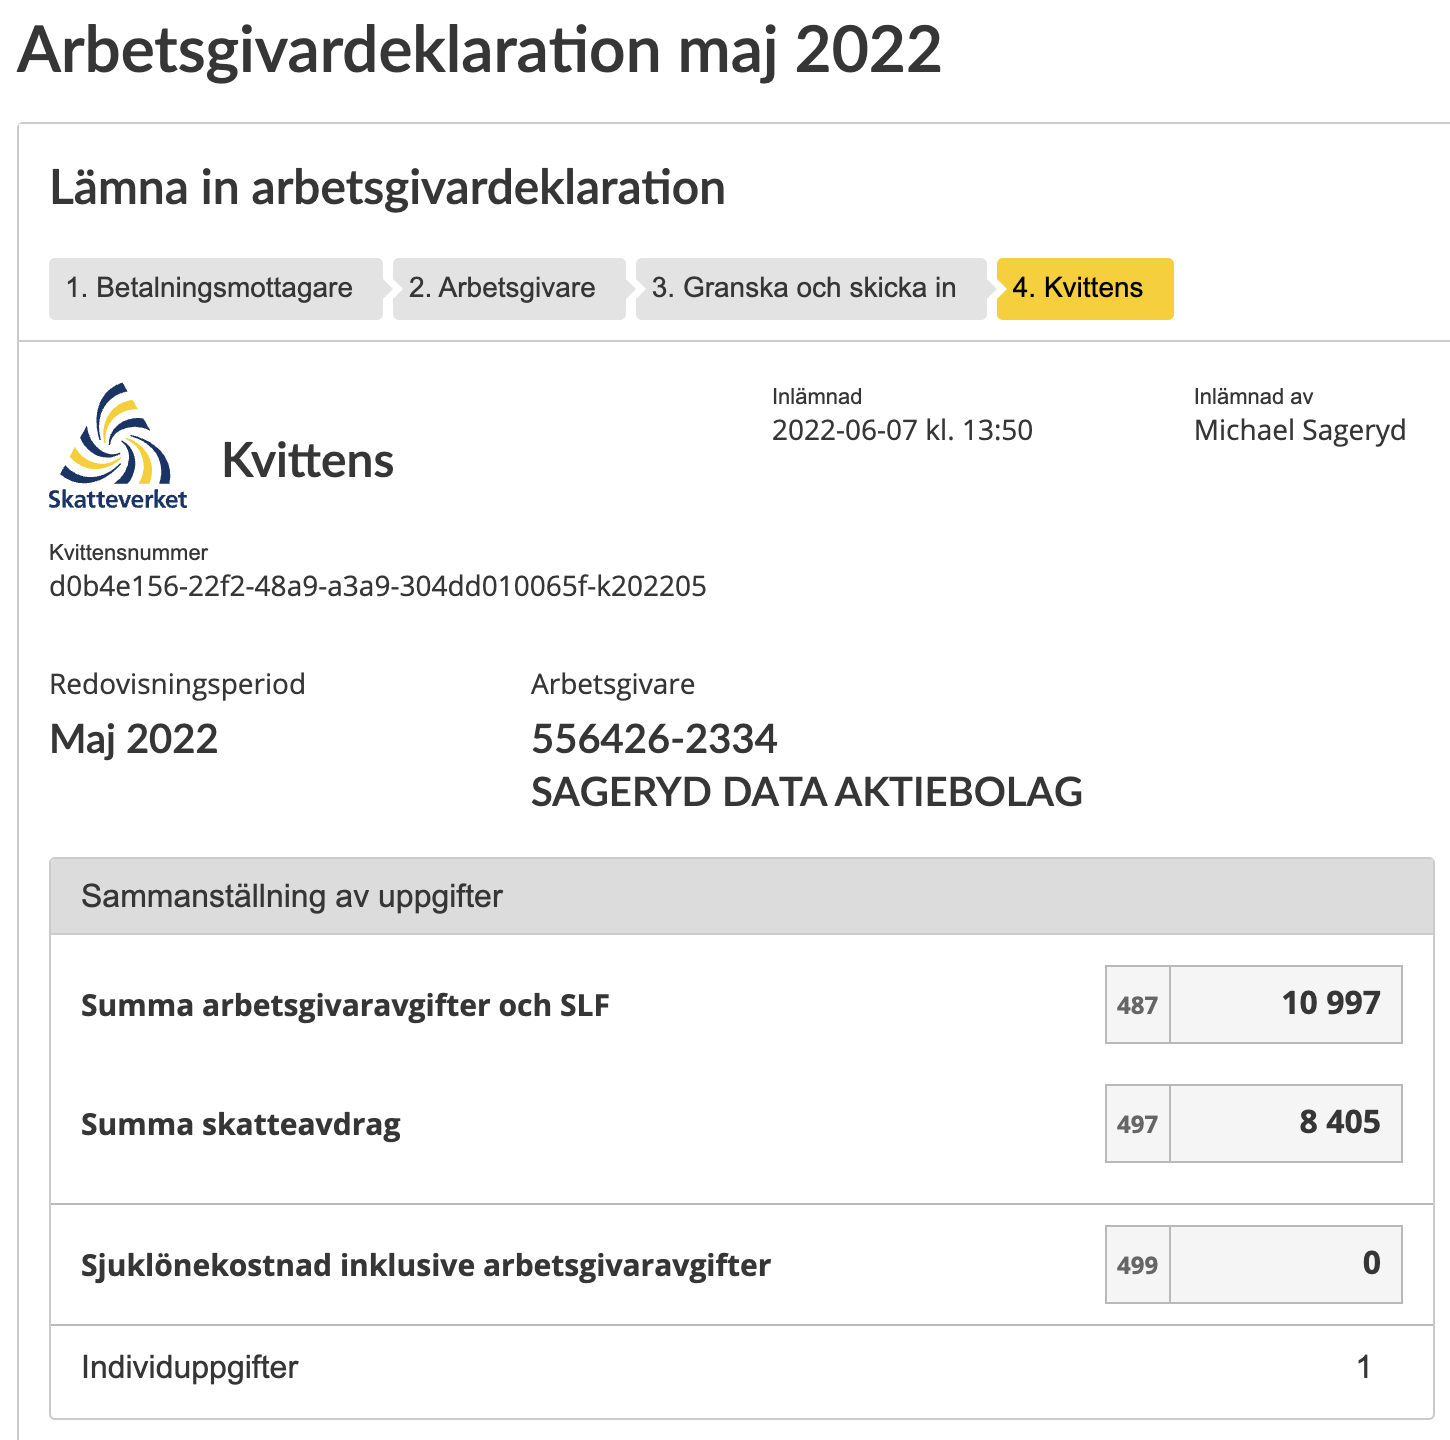 Arbetsgivardeklaration maj 2022
Lämna in arbetsgivardeklaration
1. Betalningsmottagare
2. Arbetsgivare
3. Granska och skicka in
4. Kvittens
Skatteverket
Kvittens
Inlämnad
2022-06-07 kl. 13:50
Inlämnad av
Michael Sageryd
Kvittensnummer
d0b4e156-22f2-48a9-a3a9-304dd010065f-k202205
Redovisningsperiod
Maj 2022
Arbetsgivare
556426-2334
SAGERYD DATA AKTIEBOLAG
Sammanställning av uppgifter
Summa arbetsgivaravgifter och SLF 487 10 997
Summa skatteavdrag 497 8 405
Sjuklönekostnad inklusive arbetsgivaravgifter 499 0
Individuppgifter 1